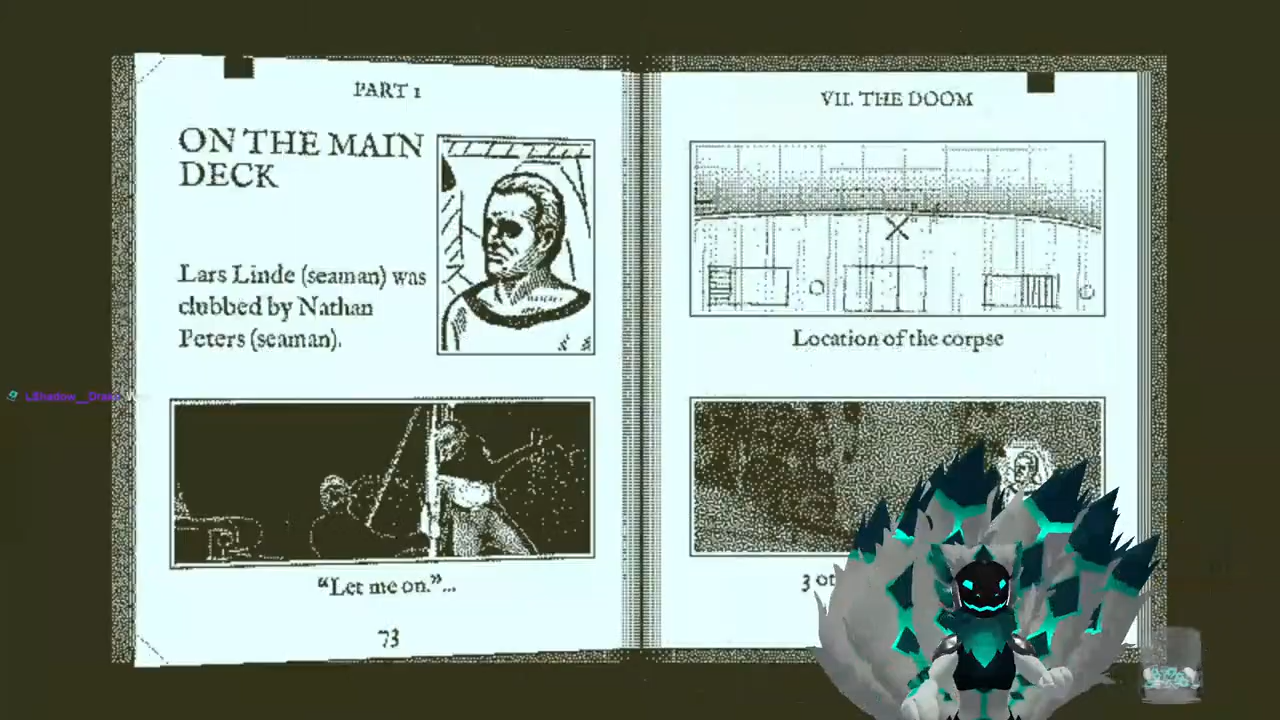 PART 1
ON THE MAIN
DECK
Lars Linde (seaman) was
clubbed by Nathan
Peters (seaman).
“Let me on.”...
73
VII. THE DOOM
Location of the corpse
3 ot